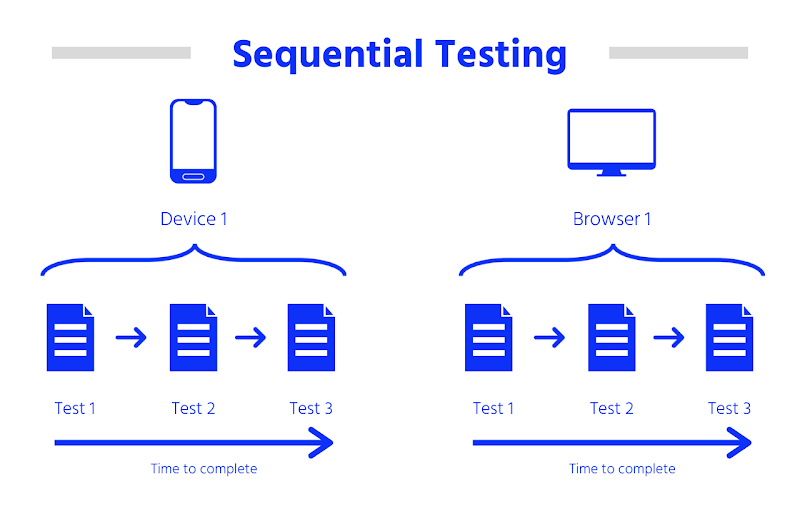 Sequential Testing
Device 1
Test 1
Test 2
Test 3
Time to complete
Browser 1
Test 1
Test 2
Test 3
Time to complete